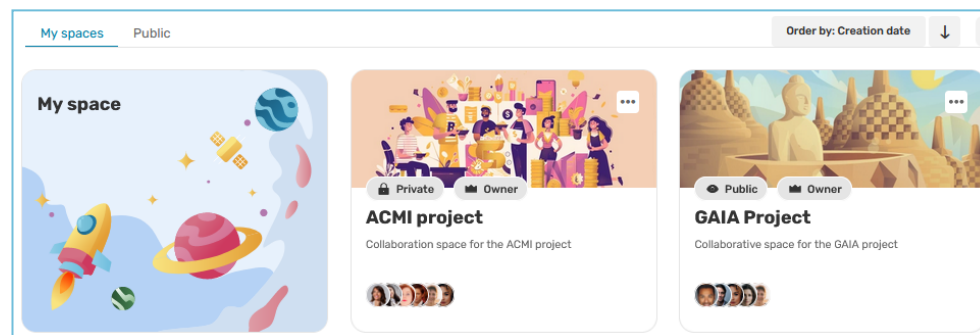 My spaces
Public
Order by: Creation date
My space
Private
Owner
ACMI project
Collaboration space for the ACMI project
Public
Owner
GAIA Project
Collaborative space for the GAIA project